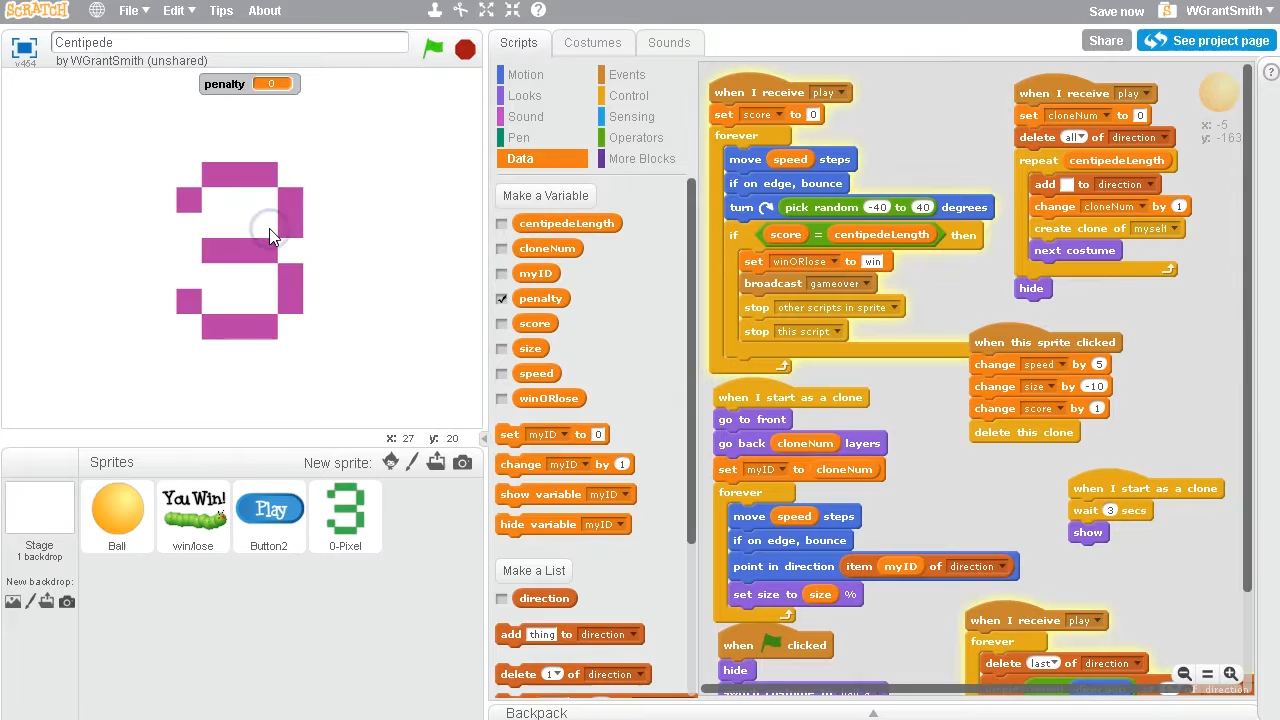 SCRATCH File Edit Tips About Save now WGrantSmith
Centipede
by WGrantSmith (unshared)
v464
Scripts Costumes Sounds
Share See project page
penalty 0
Motion Events
Looks Control
Sound Sensing
Pen Operators
Data More Blocks
Make a Variable
centipedeLength
cloneNum
myID
penalty
score
size
speed
winORlose
set myID to 0
change myID by 1
show variable myID
hide variable myID
Make a List
direction
add thing to direction
delete 1 of direction
when I receive play
set score to 0
forever
move speed steps
if on edge, bounce
turn pick random -40 to 40 degrees
if score = centipedeLength then
set winORlose to win
broadcast gameover
stop other scripts in sprite
stop this script
when I start as a clone
go to front
go back cloneNum layers
set myID to cloneNum
forever
move speed steps
if on edge, bounce
point in direction item myID of direction
set size to size %
when clicked
hide
when I receive play
set cloneNum to 0
delete all of direction
repeat centipedeLength
add to direction
change cloneNum by 1
create clone of myself
next costume
hide
x: -5
y: -163
when this sprite clicked
change speed by 5
change size by -10
change score by 1
delete this clone
when I start as a clone
wait 3 secs
show
when I receive play
forever
delete last of direction
direction
X: 27 y: 20
Sprites New sprite:
Stage
1 backdrop
New backdrop:
Ball
You Win!
win/lose
Play
Button2
3
0-Pixel
Backpack